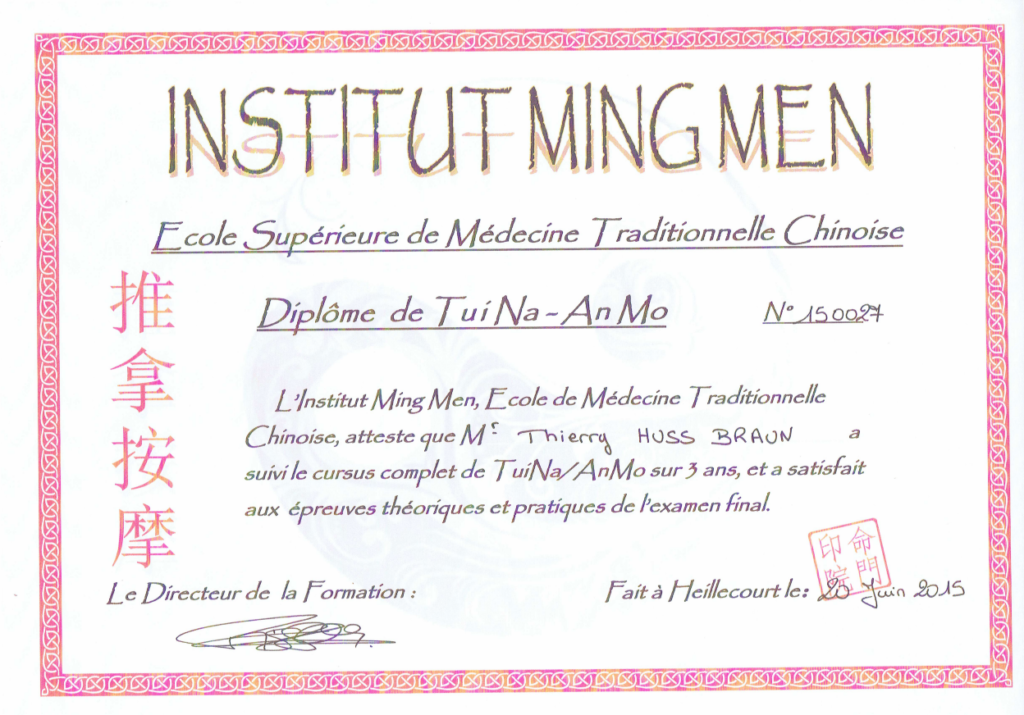 INSTITUT MING MEN
Ecole Supérieure de Médecine Traditionnelle Chinoise
推拿按摩
Diplôme de Tui Na - An Mo N° 150027
L'Institut Ming Men, Ecole de Médecine Traditionnelle
Chinoise, atteste que Mr Thierry HUSS BRAUN a
suivi le cursus complet de TuiNa/AnMo sur 3 ans, et a satisfait
aux épreuves théoriques et pratiques de l'examen final.
命門
印院
Le Directeur de la Formation : Fait à Heillecourt le: 20 Juin 2015